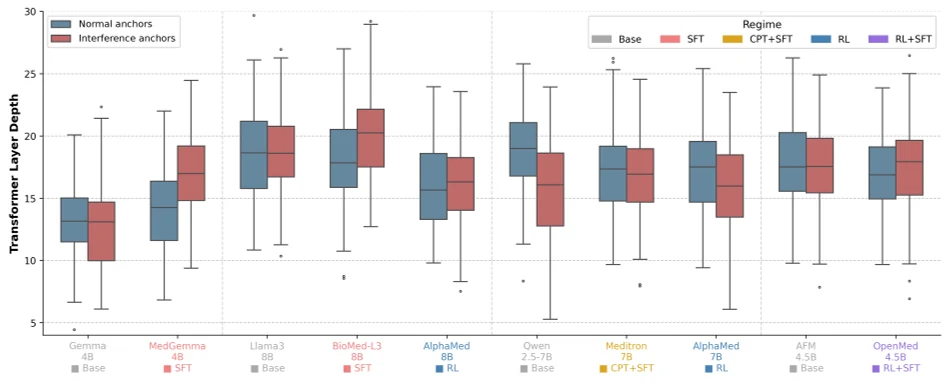 Normal anchors
Interference anchors
Regime
Base SFT CPT+SFT RL RL+SFT
Transformer Layer Depth
30
25
20
15
10
5
Gemma MedGemma Llama3 BioMed-L3 AlphaMed Qwen Meditron AlphaMed AFM OpenMed
4B 4B 8B 8B 8B 2.5-7B 7B 7B 4.5B 4.5B
Base SFT Base SFT RL Base CPT+SFT RL Base RL+SFT